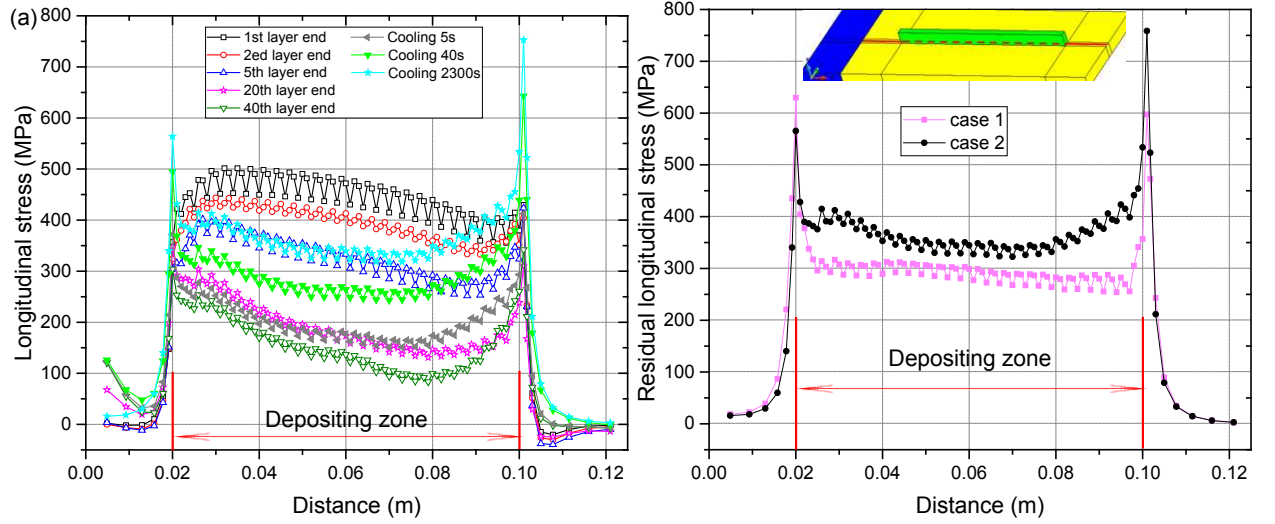 (a)
800
700
600
500
400
300
200
100
0
Longitudinal stress (MPa)
1st layer end
2ed layer end
5th layer end
20th layer end
40th layer end
Cooling 5s
Cooling 40s
Cooling 2300s
Depositing zone
0.00 0.02 0.04 0.06 0.08 0.10 0.12
Distance (m)
800
700
600
500
400
300
200
100
0
Residual longitudinal stress (MPa)
case 1
case 2
Depositing zone
0.00 0.02 0.04 0.06 0.08 0.10 0.12
Distance (m)